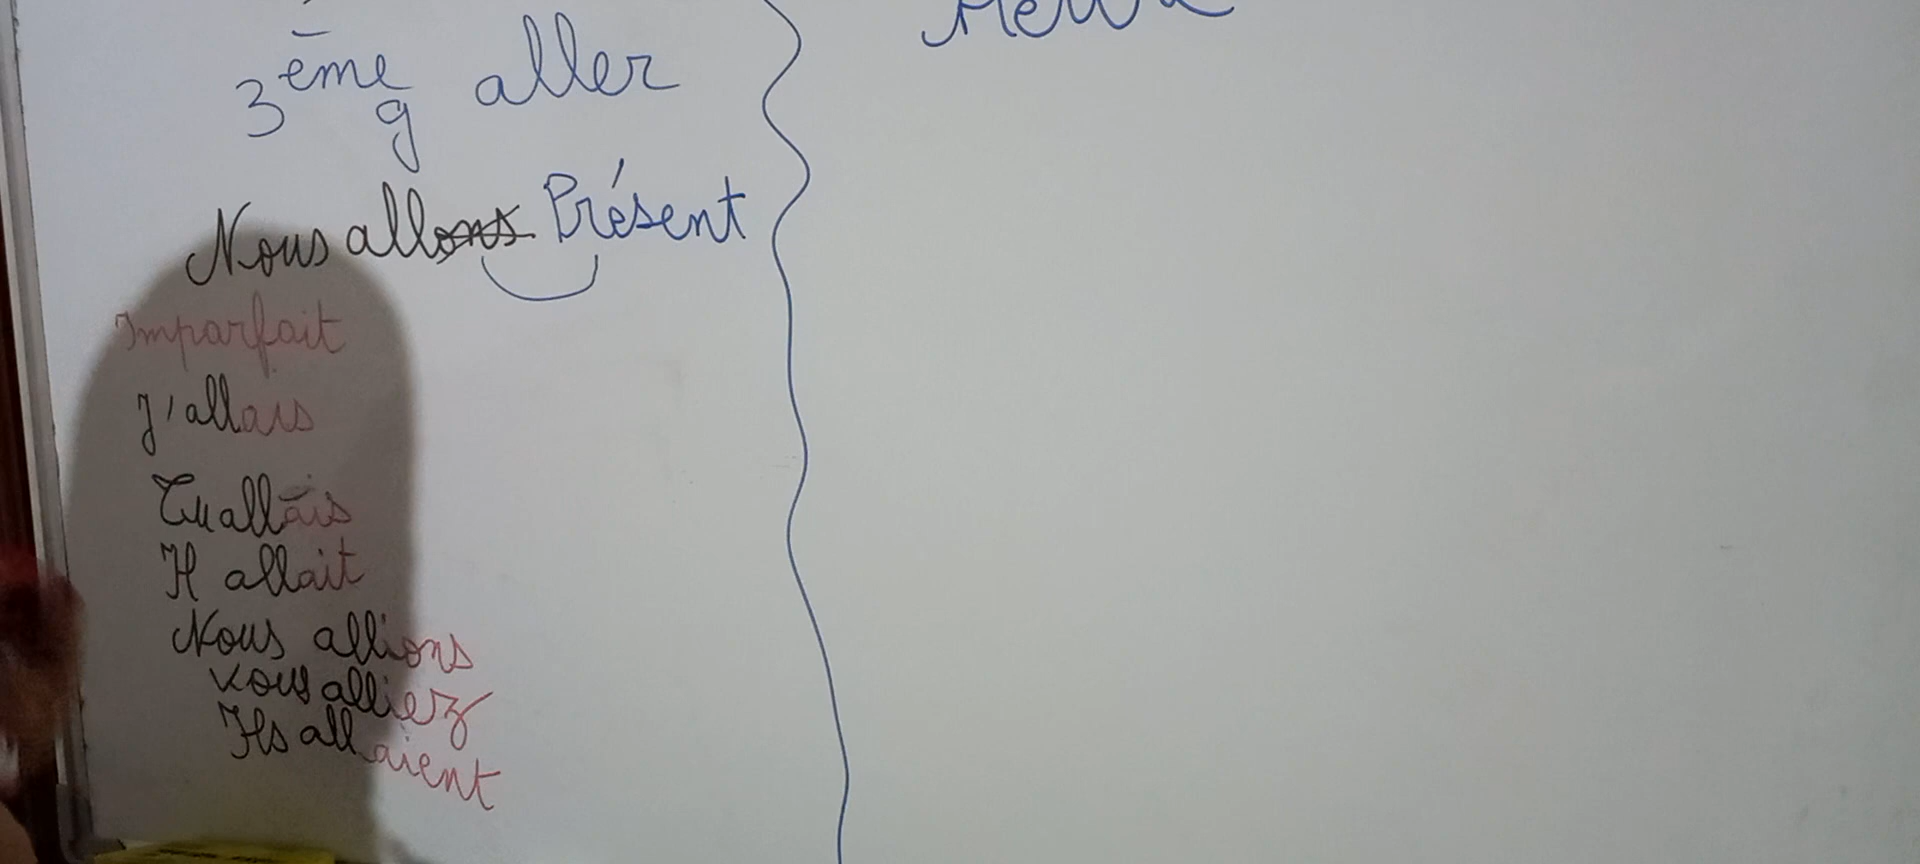 3ème g aller
Nous allons Présent
Imparfait
J'allais
Tu allais
Il allait
Nous allions
vous alliez
Ils allaient